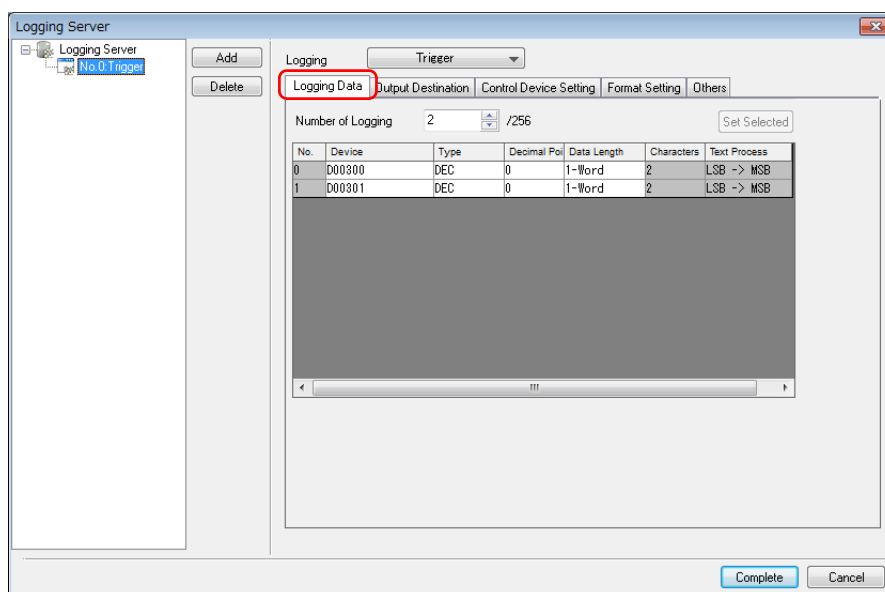 Logging Server
Logging Server
No.0:Trigger
Add
Delete
Logging Trigger
Logging Data Output Destination Control Device Setting Format Setting Others
Number of Logging 2 /256 Set Selected
No. Device Type Decimal Poi Data Length Characters Text Process
0 D00300 DEC 0 1-Word 2 LSB -> MSB
1 D00301 DEC 0 1-Word 2 LSB -> MSB
Complete Cancel